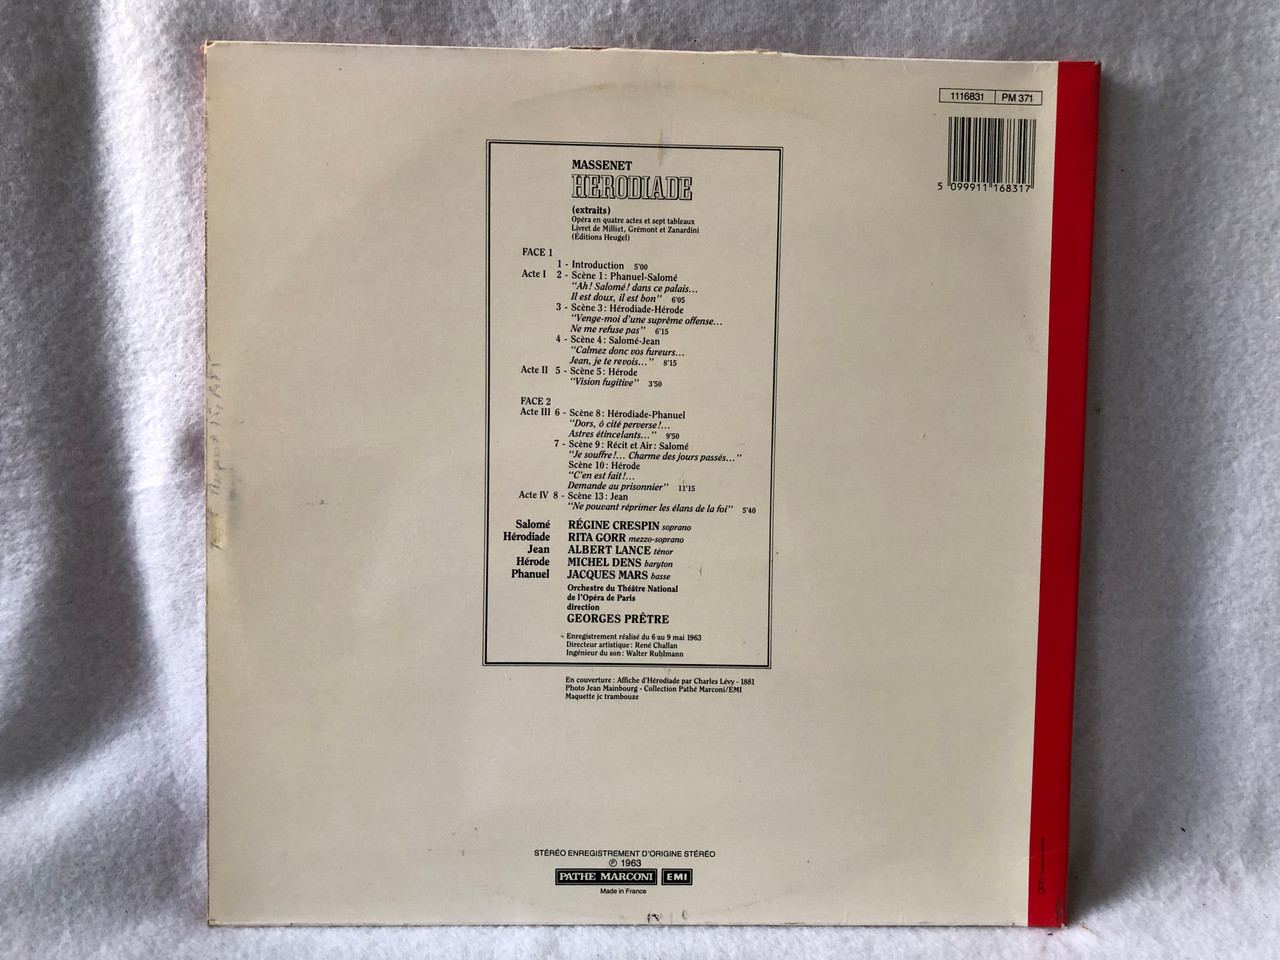 1116831 PM 371
5 099911 168317
MASSENET
HERODIADE
(extraits)
Opéra en quatre actes et sept tableaux
Livret de Milliet, Grémont et Zanardini
(Éditions Heugel)
FACE 1
1 - Introduction 5'00
Acte I 2 - Scène 1 : Phanuel-Salomé
"Ah! Salomé! dans ce palais...
Il est doux, il est bon" 6'05
3 - Scène 3 : Hérodiade-Hérode
"Venge-moi d'une suprême offense...
Ne me refuse pas" 6'15
4 - Scène 4 : Salomé-Jean
"Calmez donc vos fureurs...
Jean, je te revois..." 8'15
Acte II 5 - Scène 5 : Hérode
"Vision fugitive" 3'50
FACE 2
Acte III 6 - Scène 8 : Hérodiade-Phanuel
"Dors, ô cité perverse!...
Astres étincelants..." 9'50
7 - Scène 9 : Récit et Air : Salomé
"Je souffre!... Charme des jours passés..."
Scène 10 : Hérode
"C'en est fait!...
Demande au prisonnier" 11'15
Acte IV 8 - Scène 13 : Jean
"Ne pouvant réprimer les élans de la foi" 5'40
Salomé RÉGINE CRESPIN soprano
Hérodiade RITA GORR mezzo-soprano
Jean ALBERT LANCE ténor
Hérode MICHEL DENS baryton
Phanuel JACQUES MARS basse
Orchestre du Théâtre National
de l'Opéra de Paris
direction
GEORGES PRÊTRE
Enregistrement réalisé du 6 au 9 mai 1963
Directeur artistique : René Challan
Ingénieur du son : Walter Ruhlmann
En couverture : Affiche d'Hérodiade par Charles Lévy - 1881
Photo Jean Mainbourg - Collection Pathé Marconi/EMI
Maquette jc trambouze
STÉRÉO ENREGISTREMENT D'ORIGINE STÉRÉO
℗ 1963
PATHE MARCONI EMI
Made in France